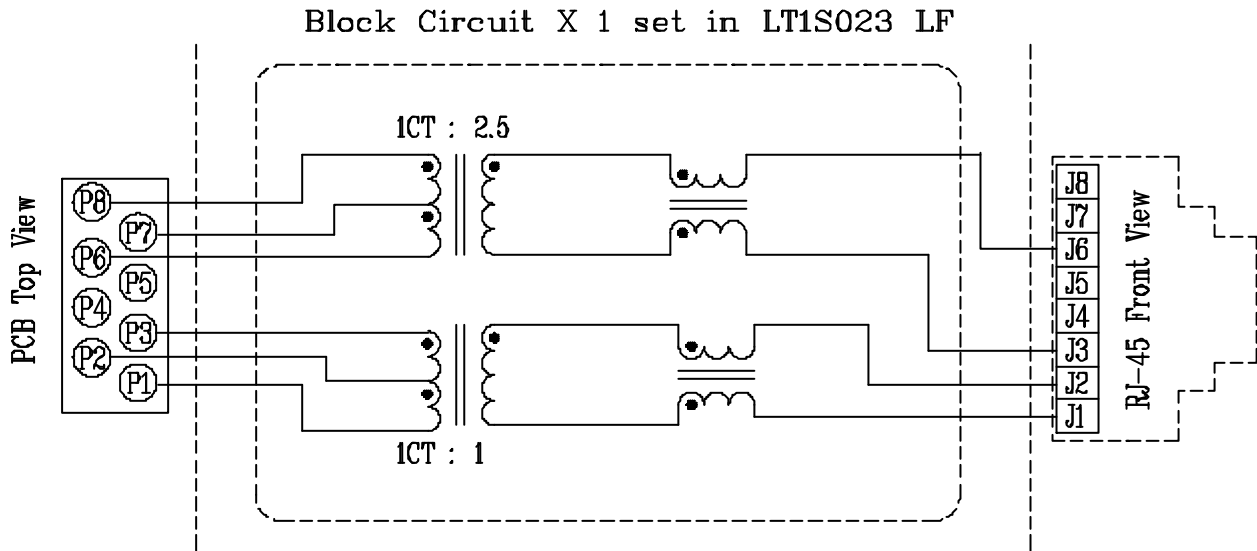 Block Circuit X 1 set in LT1S023 LF
1CT : 2.5
PCB Top View
P8
P7
P6
P5
P4
P3
P2
P1
1CT : 1
J8
J7
J6
J5
J4
J3
J2
J1
RJ-45 Front View